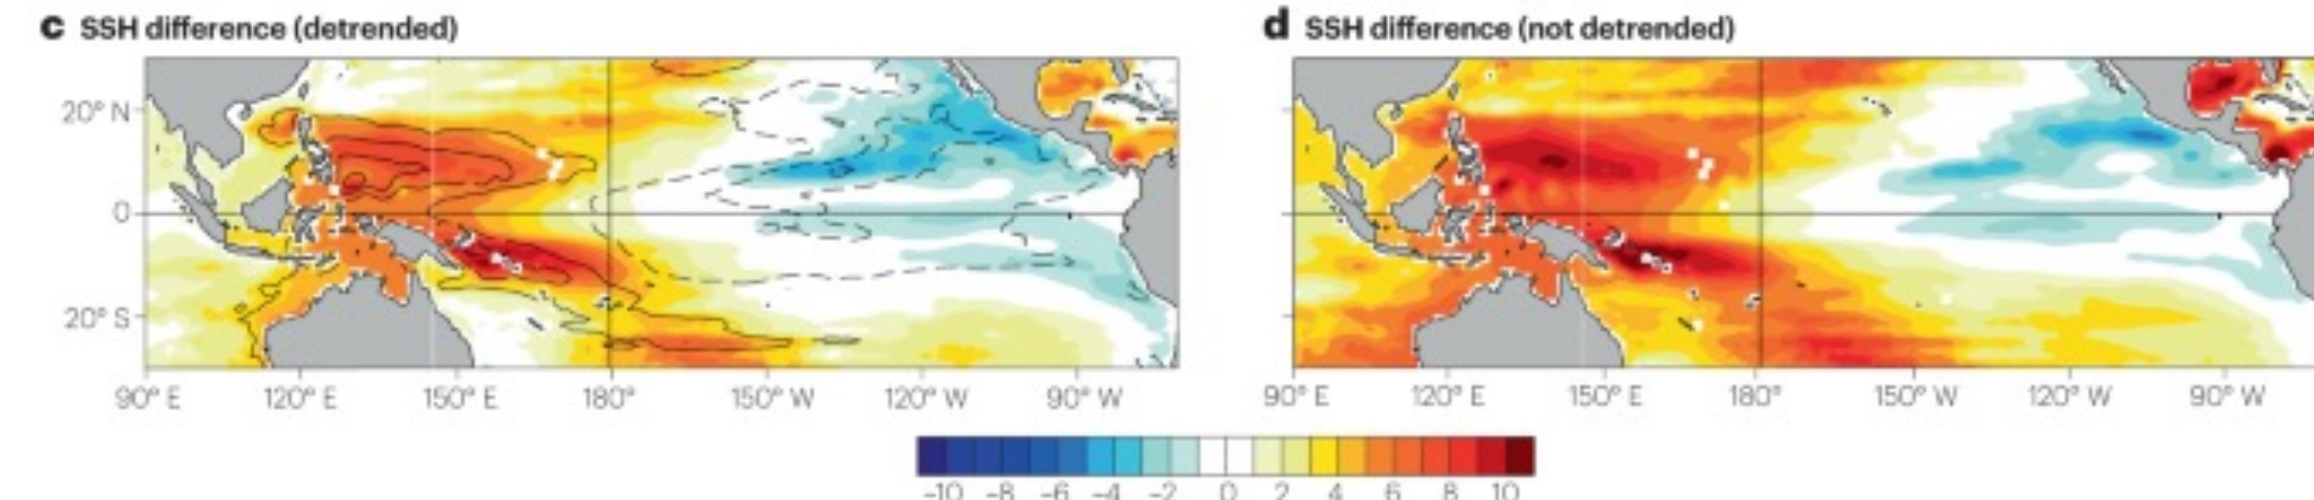 c SSH difference (detrended)
d SSH difference (not detrended)
20° N
0
20° S
90° E 120° E 150° E 180° 150° W 120° W 90° W
90° E 120° E 150° E 180° 150° W 120° W 90° W
-10 -8 -6 -4 -2 0 2 4 6 8 10